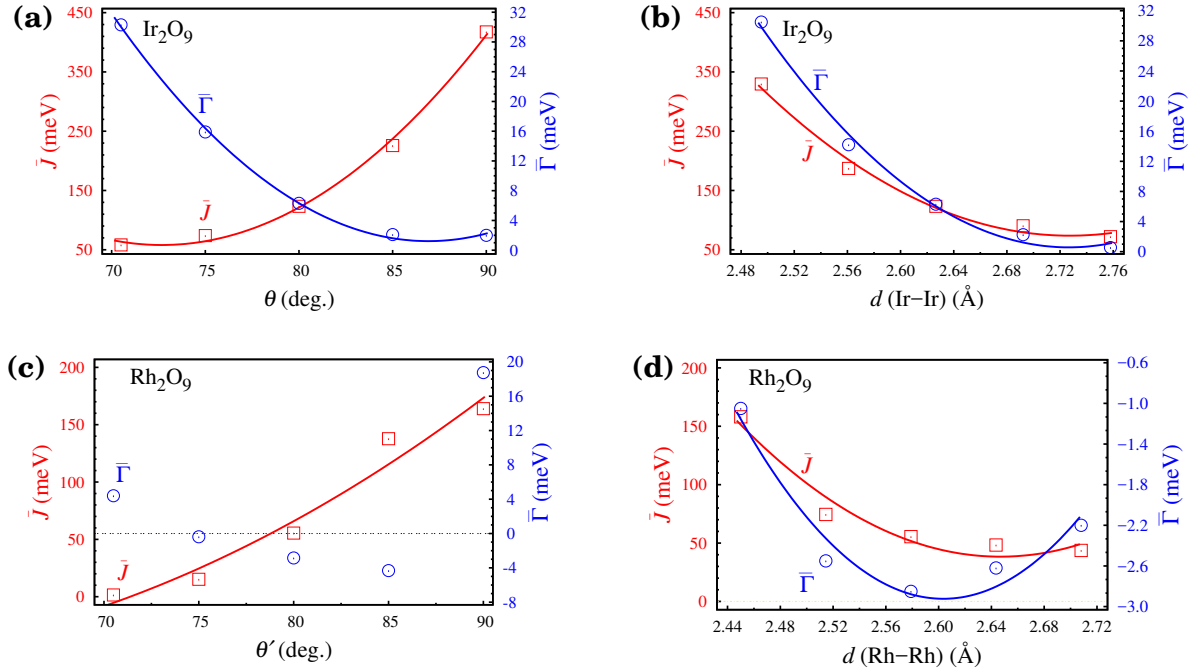 (a)
Ir2O9
450
350
250
150
50
J̄ (meV)
32
28
24
20
16
12
8
4
0
Γ̄ (meV)
Γ̄
J̄
70 75 80 85 90
θ (deg.)
(b)
Ir2O9
450
350
250
150
50
J̄ (meV)
32
28
24
20
16
12
8
4
0
Γ̄ (meV)
Γ̄
J̄
2.48 2.52 2.56 2.60 2.64 2.68 2.72 2.76
d (Ir−Ir) (Å)
(c)
Rh2O9
200
150
100
50
0
J̄ (meV)
20
16
12
8
4
0
-4
-8
Γ̄ (meV)
Γ̄
J̄
70 75 80 85 90
θ′ (deg.)
(d)
Rh2O9
200
150
100
50
0
J̄ (meV)
−0.6
−1.0
−1.4
−1.8
−2.2
−2.6
−3.0
Γ̄ (meV)
J̄
Γ̄
2.44 2.48 2.52 2.56 2.60 2.64 2.68 2.72
d (Rh−Rh) (Å)